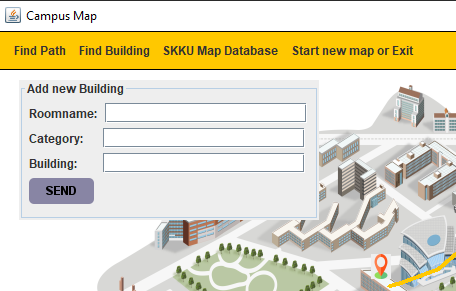 Campus Map
Find Path Find Building SKKU Map Database Start new map or Exit
Add new Building
Roomname:
Category:
Building:
SEND